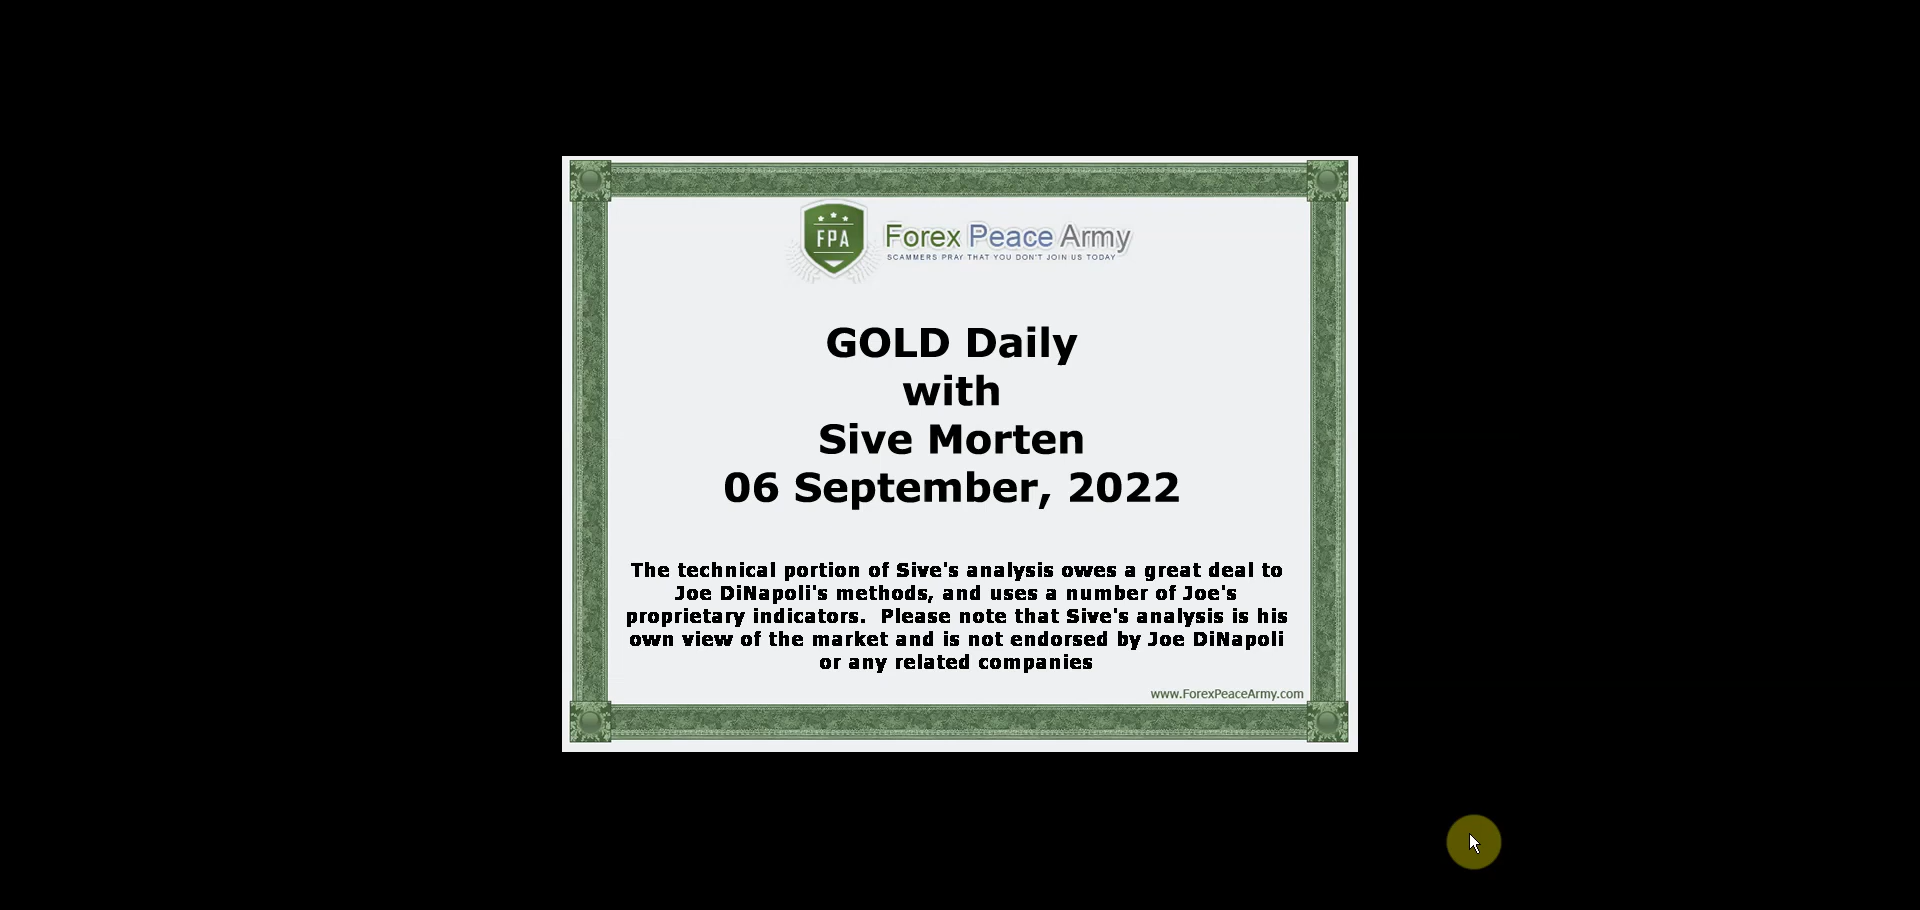 FPA
Forex Peace Army
SCAMMERS PRAY THAT YOU DON'T JOIN US TODAY
GOLD Daily
with
Sive Morten
06 September, 2022
The technical portion of Sive's analysis owes a great deal to
Joe DiNapoli's methods, and uses a number of Joe's
proprietary indicators.  Please note that Sive's analysis is his
own view of the market and is not endorsed by Joe DiNapoli
or any related companies
www.ForexPeaceArmy.com